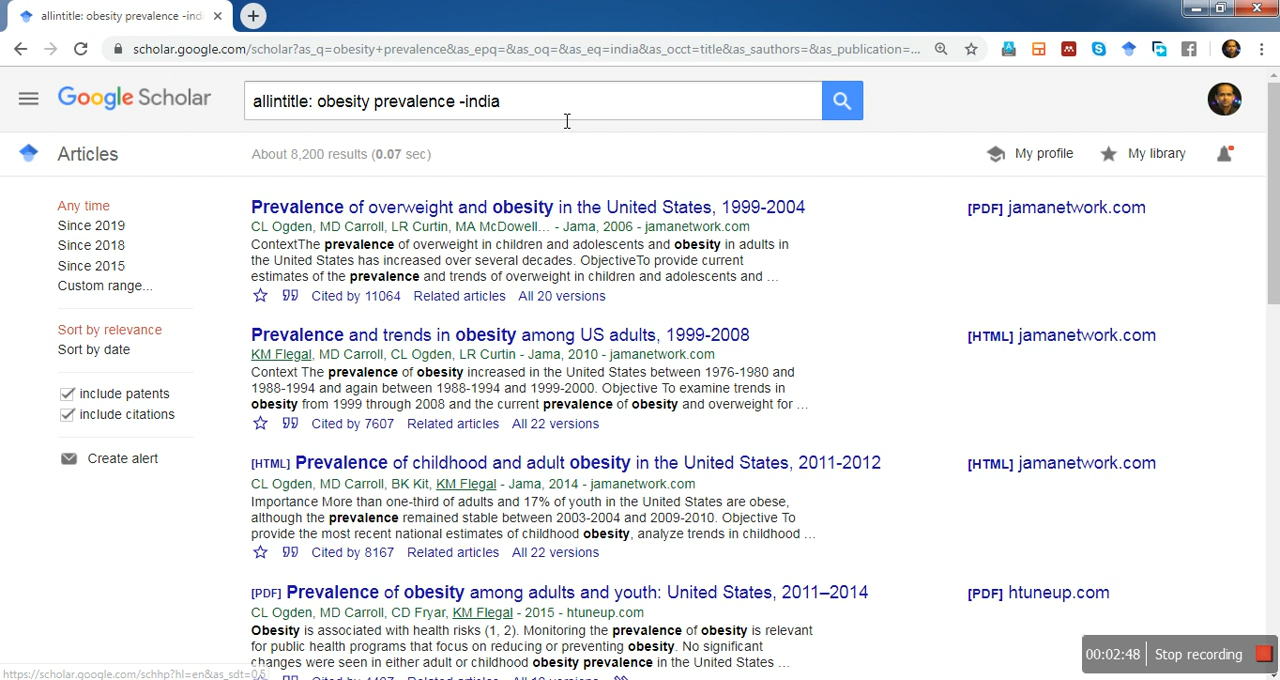 allintitle: obesity prevalence -ind
scholar.google.com/scholar?as_q=obesity+prevalence&as_epq=&as_oq=&as_eq=india&as_occt=title&as_sauthors=&as_publication=...
Google Scholar
allintitle: obesity prevalence -india
Articles
About 8,200 results (0.07 sec)
My profile
My library
Any time
Since 2019
Since 2018
Since 2015
Custom range...
Sort by relevance
Sort by date
include patents
include citations
Create alert
Prevalence of overweight and obesity in the United States, 1999-2004
[PDF] jamanetwork.com
CL Ogden, MD Carroll, LR Curtin, MA McDowell... - Jama, 2006 - jamanetwork.com
ContextThe prevalence of overweight in children and adolescents and obesity in adults in
the United States has increased over several decades. ObjectiveTo provide current
estimates of the prevalence and trends of overweight in children and adolescents and ...
Cited by 11064 Related articles All 20 versions
Prevalence and trends in obesity among US adults, 1999-2008
[HTML] jamanetwork.com
KM Flegal, MD Carroll, CL Ogden, LR Curtin - Jama, 2010 - jamanetwork.com
Context The prevalence of obesity increased in the United States between 1976-1980 and
1988-1994 and again between 1988-1994 and 1999-2000. Objective To examine trends in
obesity from 1999 through 2008 and the current prevalence of obesity and overweight for ...
Cited by 7607 Related articles All 22 versions
[HTML] Prevalence of childhood and adult obesity in the United States, 2011-2012
[HTML] jamanetwork.com
CL Ogden, MD Carroll, BK Kit, KM Flegal - Jama, 2014 - jamanetwork.com
Importance More than one-third of adults and 17% of youth in the United States are obese,
although the prevalence remained stable between 2003-2004 and 2009-2010. Objective To
provide the most recent national estimates of childhood obesity, analyze trends in childhood ...
Cited by 8167 Related articles All 22 versions
[PDF] Prevalence of obesity among adults and youth: United States, 2011–2014
[PDF] htuneup.com
CL Ogden, MD Carroll, CD Fryar, KM Flegal - 2015 - htuneup.com
Obesity is associated with health risks (1, 2). Monitoring the prevalence of obesity is relevant
for public health programs that focus on reducing or preventing obesity. No significant
changes were seen in either adult or childhood obesity prevalence in the United States ...
00:02:48 Stop recording
https://scholar.google.com/schhp?hl=en&as_sdt=0,5